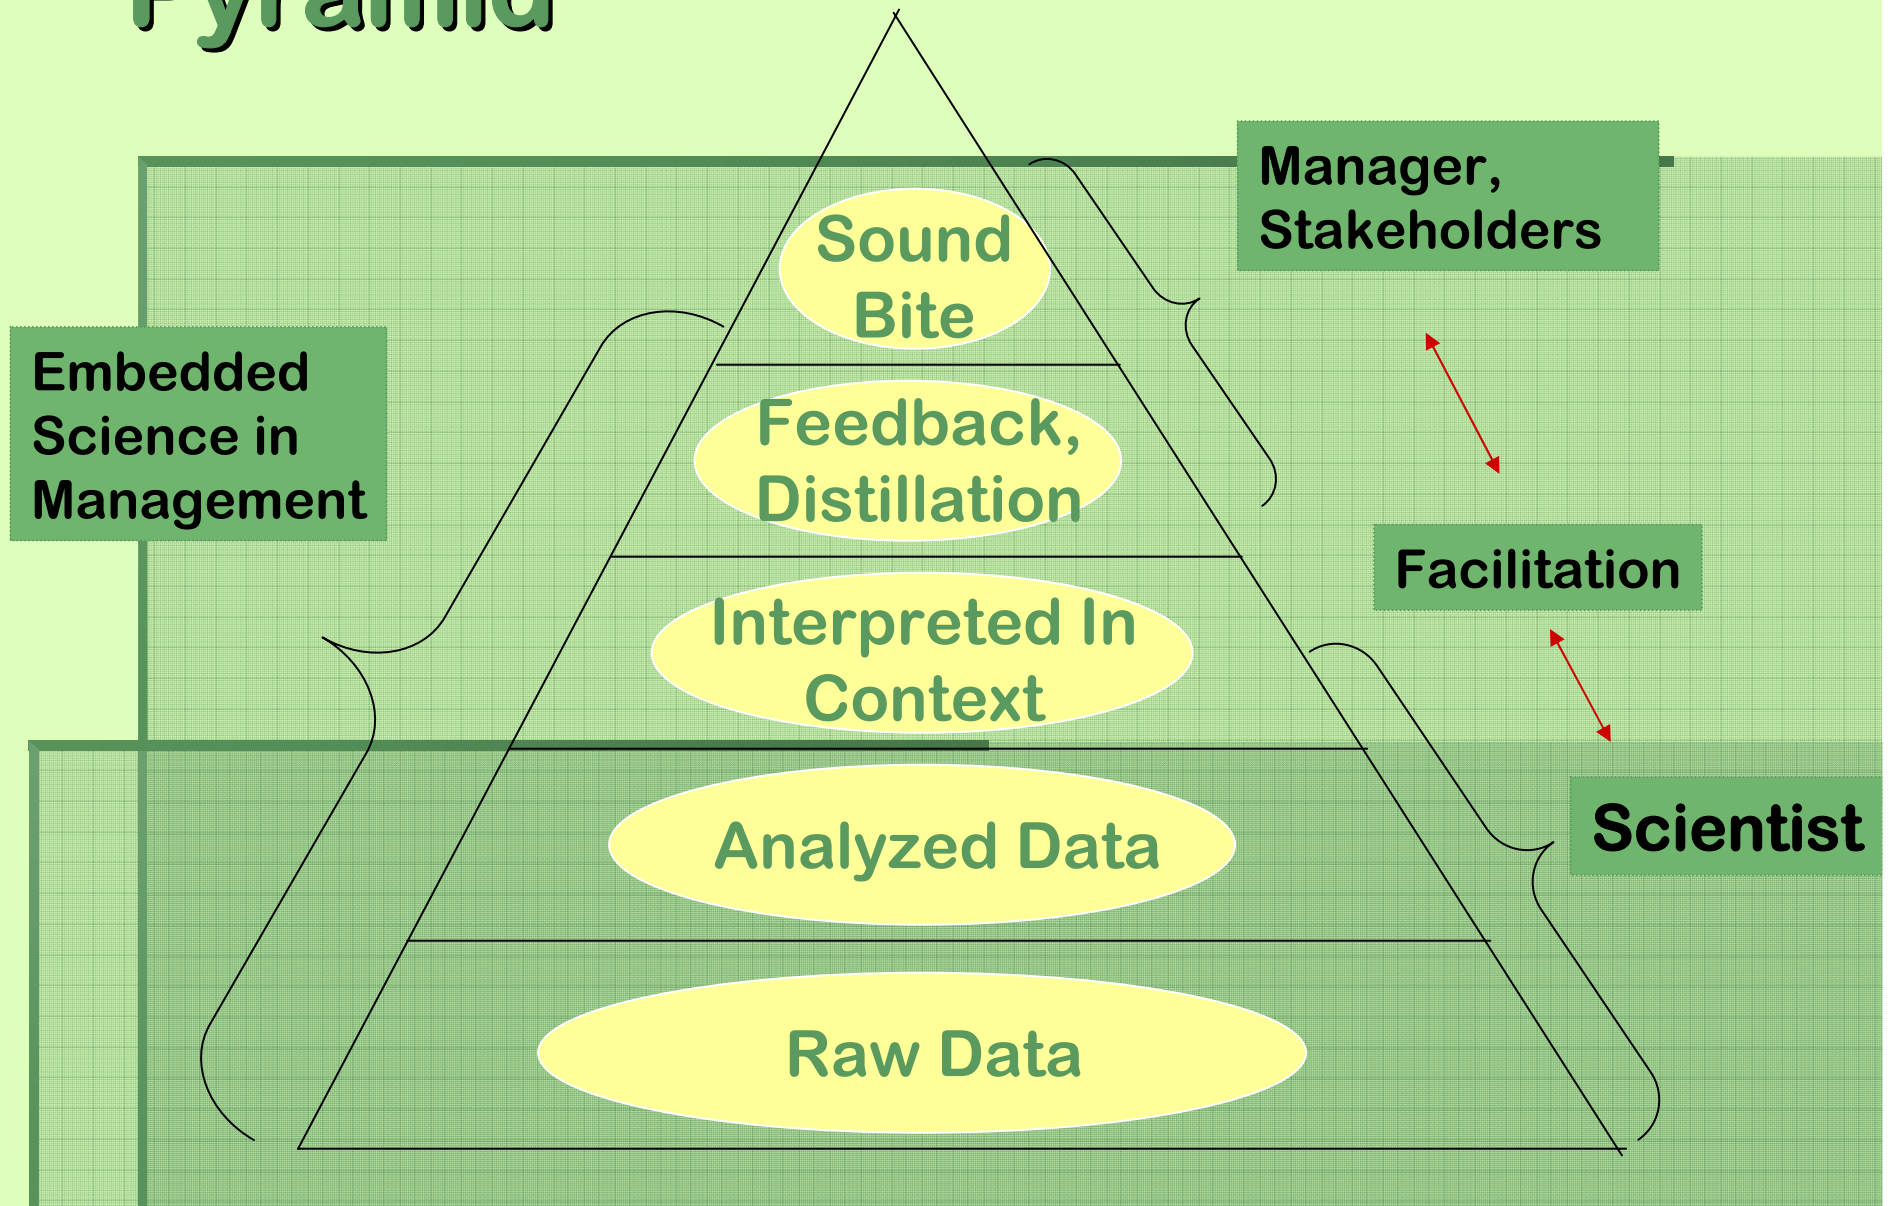 Pyramid
Manager,
Stakeholders
Sound
Bite
Embedded
Science in
Management
Feedback,
Distillation
Facilitation
Interpreted In
Context
Scientist
Analyzed Data
Raw Data